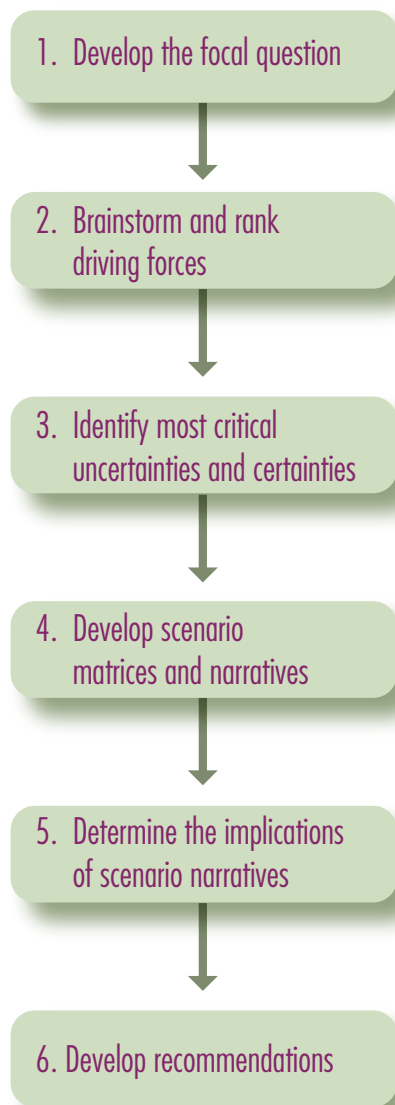 1. Develop the focal question
2. Brainstorm and rank
driving forces
3. Identify most critical
uncertainties and certainties
4. Develop scenario
matrices and narratives
5. Determine the implications
of scenario narratives
6. Develop recommendations